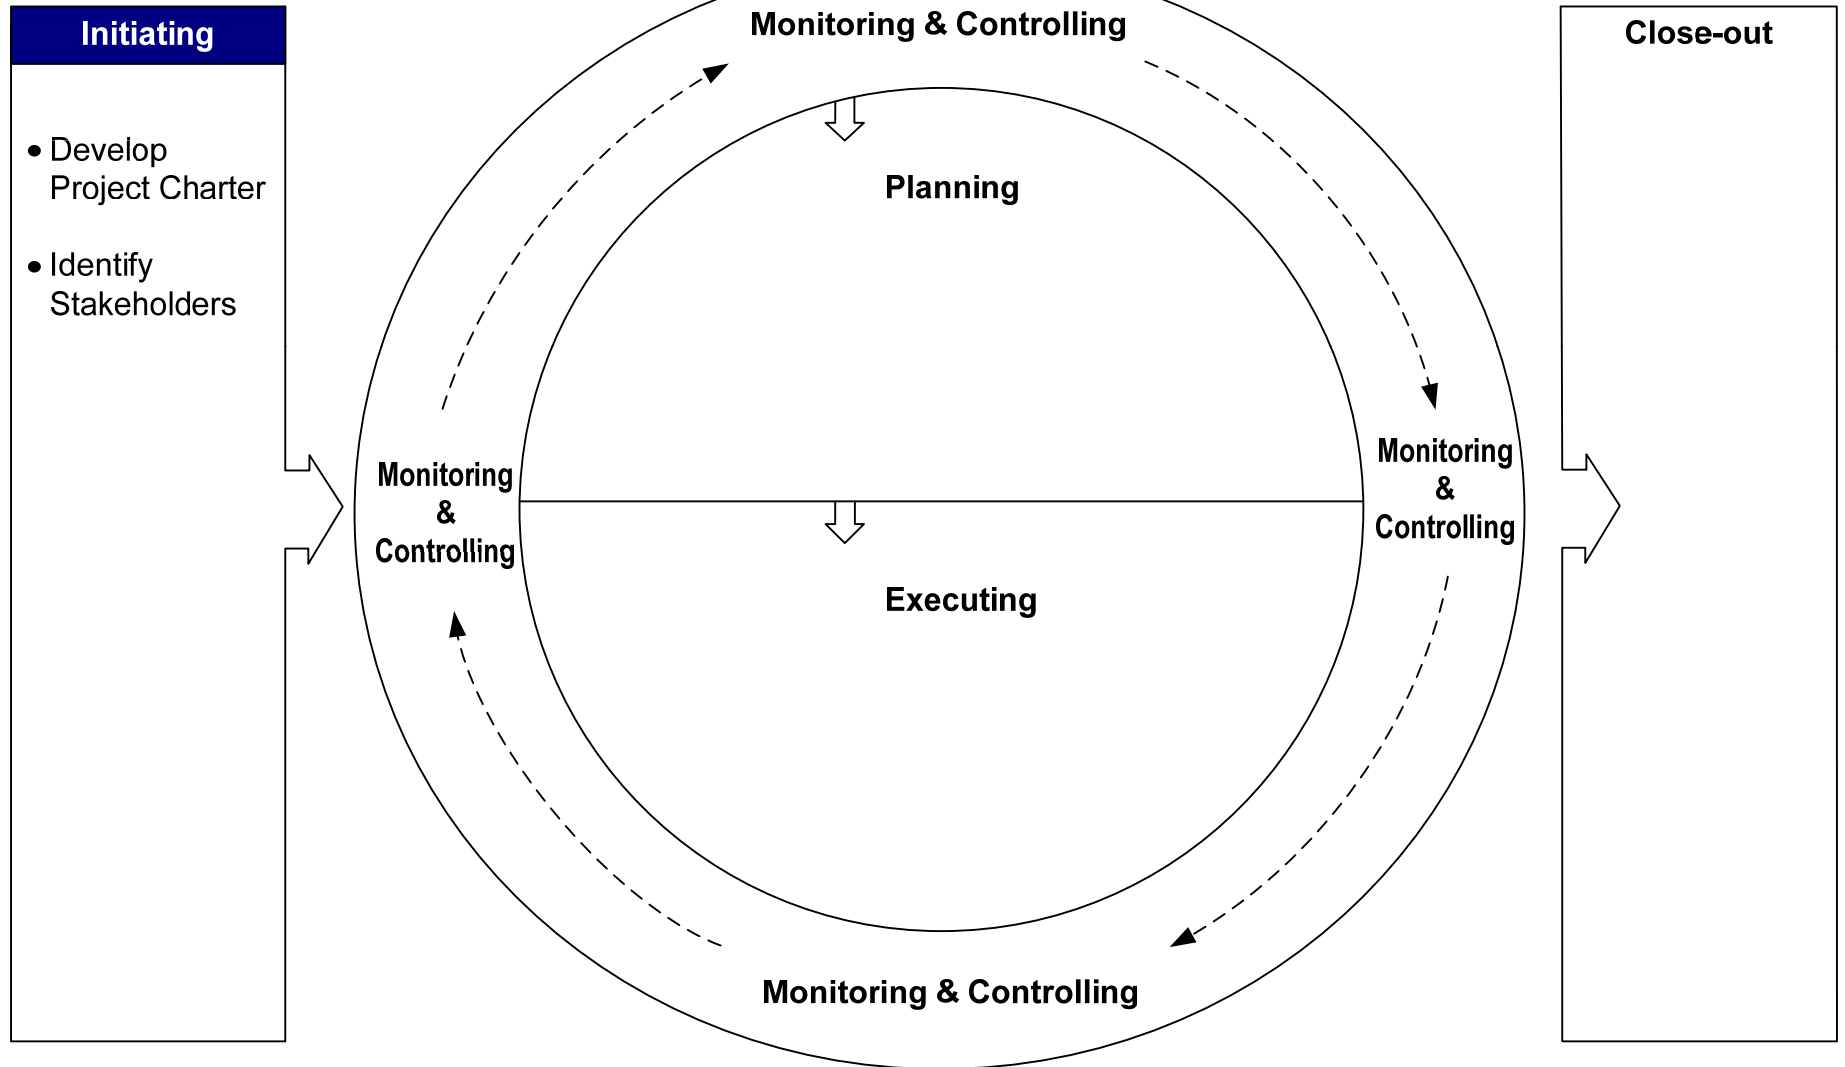 Initiating
• Develop
Project Charter
• Identify
Stakeholders
Monitoring & Controlling
Planning
Monitoring
&
Controlling
Monitoring
&
Controlling
Executing
Monitoring & Controlling
Close-out